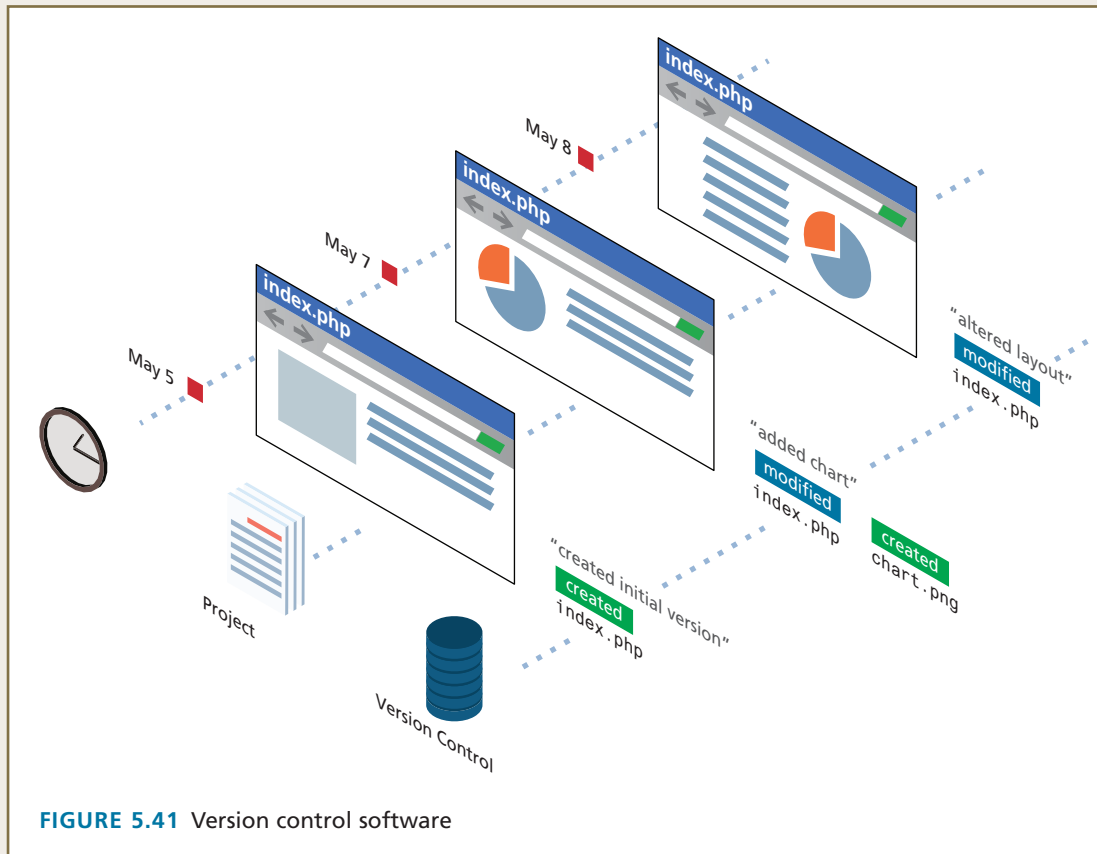 May 8
index.php
May 7
index.php
May 5
index.php
"altered layout"
modified
index.php
"added chart"
modified
index.php
created
chart.png
"created initial version"
created
index.php
Project
Version Control
FIGURE 5.41 Version control software